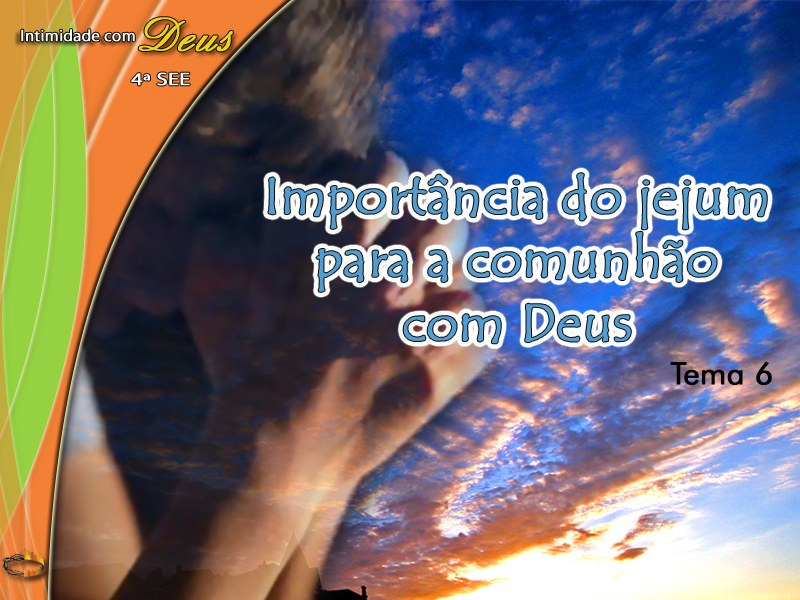 Intimidade com Deus
4ª SEE
Importância do jejum
para a comunhão
com Deus
Tema 6